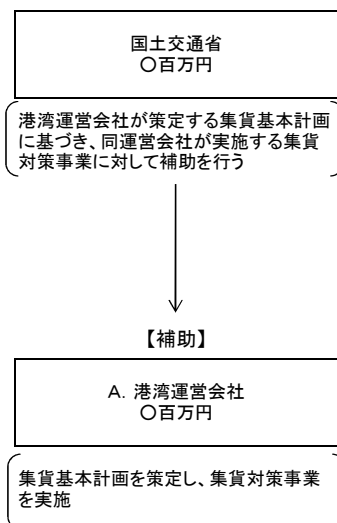 国土交通省
〇百万円
港湾運営会社が策定する集貨基本計画
に基づき、同運営会社が実施する集貨
対策事業に対して補助を行う
【補助】
A．港湾運営会社
〇百万円
集貨基本計画を策定し、集貨対策事業
を実施